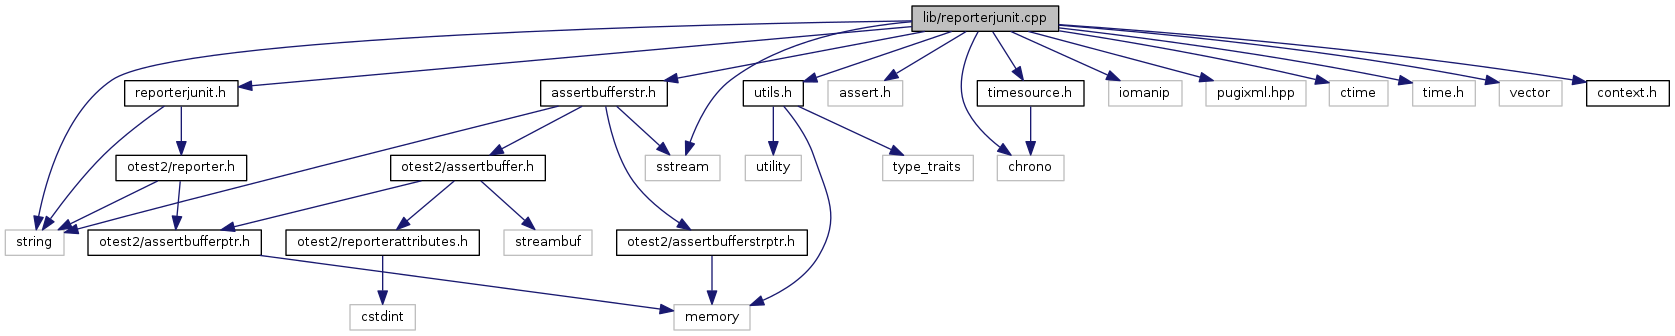 lib/reporterjunit.cpp
reporterjunit.h
assertbufferstr.h
utils.h
assert.h
timesource.h
iomanip
pugixml.hpp
ctime
time.h
vector
context.h
otest2/reporter.h
otest2/assertbuffer.h
sstream
utility
type_traits
chrono
string
otest2/assertbufferptr.h
otest2/reporterattributes.h
streambuf
otest2/assertbufferstrptr.h
cstdint
memory